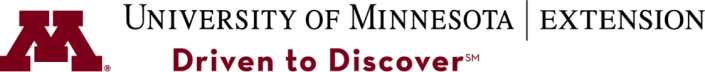 UNIVERSITY OF MINNESOTA | EXTENSION
M®
Driven to Discover℠